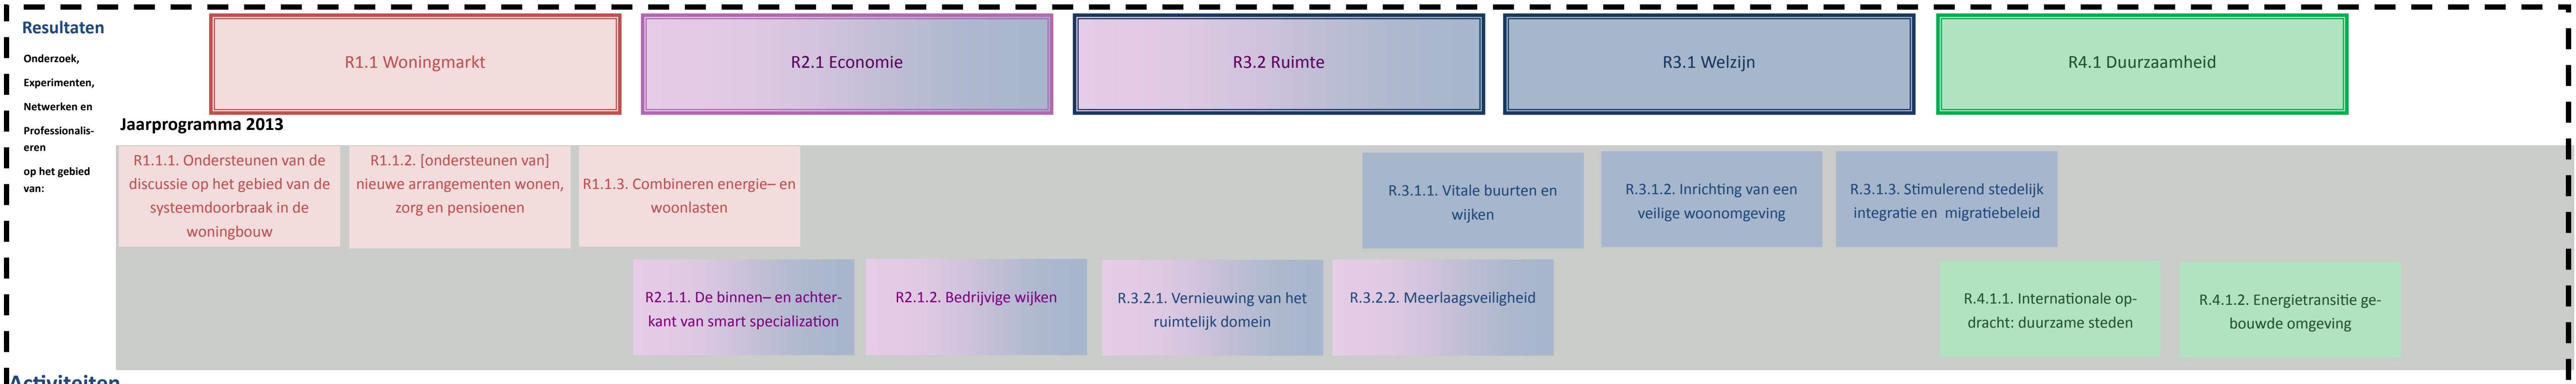 Resultaten
Onderzoek,
Experimenten,
Netwerken en
Professionalis-
eren
op het gebied
van:
R1.1 Woningmarkt
R2.1 Economie
R3.2 Ruimte
R3.1 Welzijn
R4.1 Duurzaamheid
Jaarprogramma 2013
R1.1.1. Ondersteunen van de
discussie op het gebied van de
systeemdoorbraak in de
woningbouw
R1.1.2. [ondersteunen van]
nieuwe arrangementen wonen,
zorg en pensioenen
R1.1.3. Combineren energie– en
woonlasten
R.3.1.1. Vitale buurten en
wijken
R.3.1.2. Inrichting van een
veilige woonomgeving
R.3.1.3. Stimulerend stedelijk
integratie en  migratiebeleid
R2.1.1. De binnen– en achter-
kant van smart specialization
R2.1.2. Bedrijvige wijken
R.3.2.1. Vernieuwing van het
ruimtelijk domein
R.3.2.2. Meerlaagsveiligheid
R.4.1.1. Internationale op-
dracht: duurzame steden
R.4.1.2. Energietransitie ge-
bouwde omgeving
Activiteiten